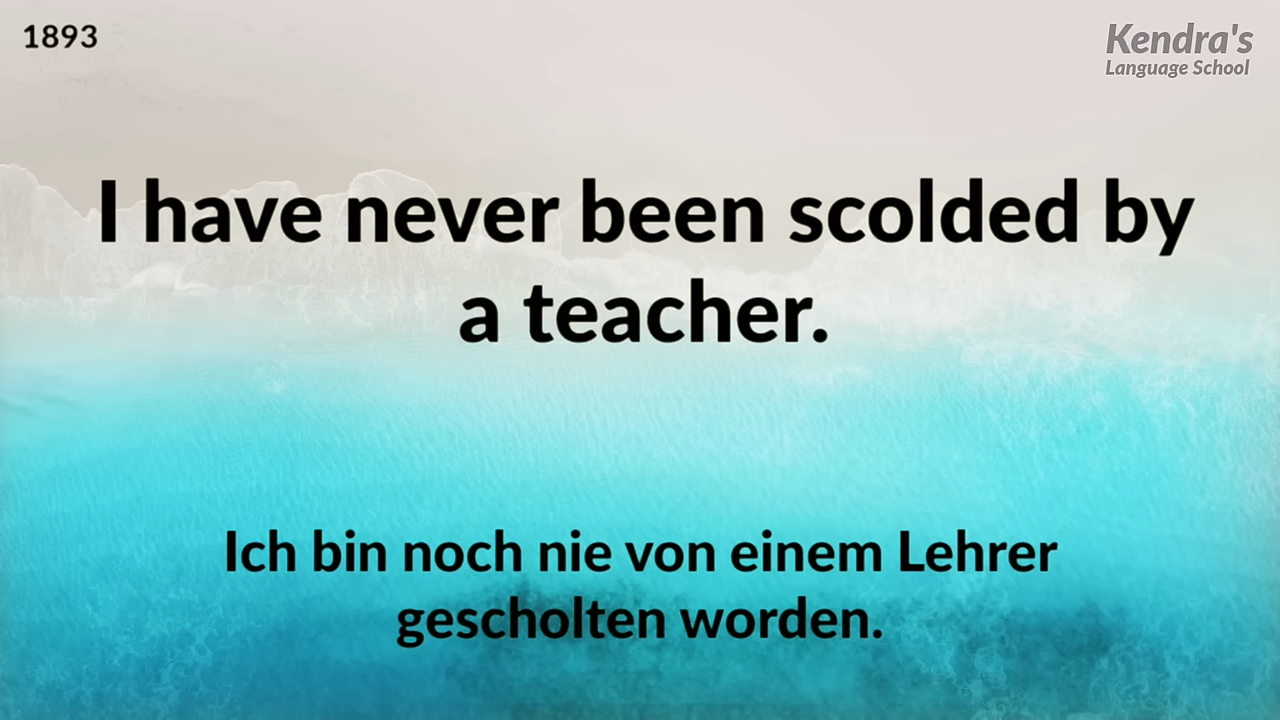 1893
Kendra's
Language School
I have never been scolded by
a teacher.
Ich bin noch nie von einem Lehrer
gescholten worden.